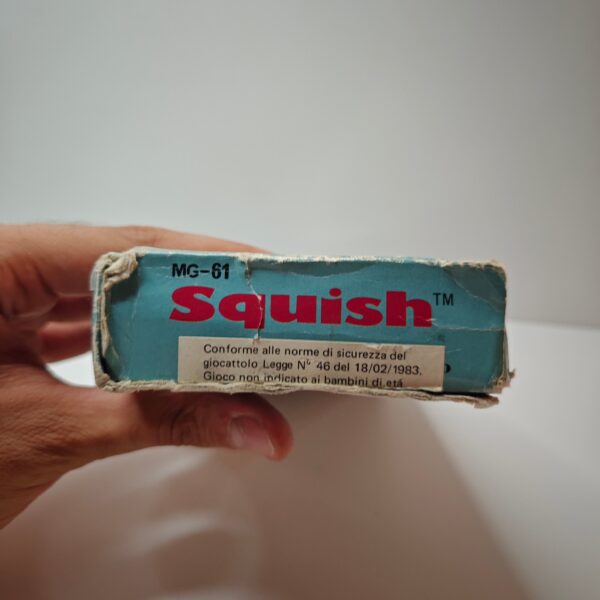 MG-61
Squish™
Conforme alle norme di sicurezza del
giocattolo Legge N° 46 del 18/02/1983.
Gioco non indicato ai bambini di età